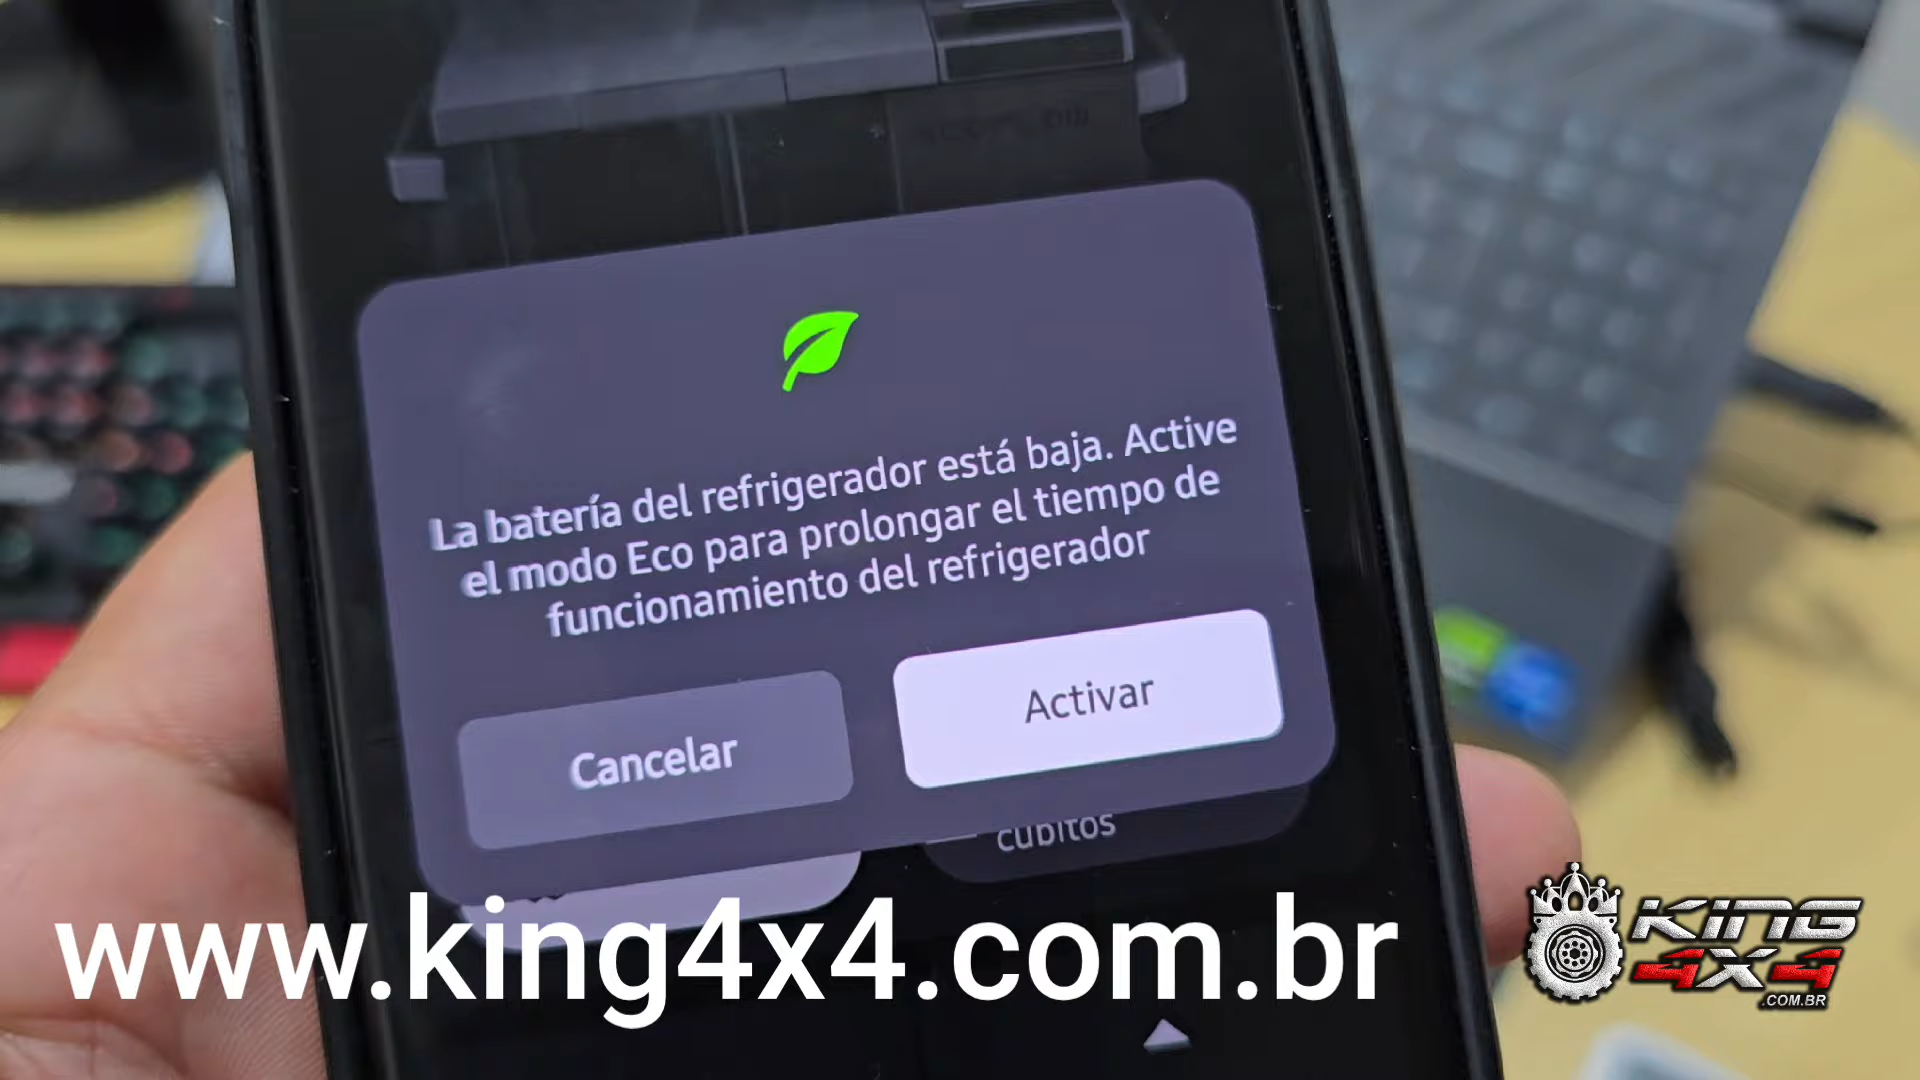 La batería del refrigerador está baja. Active
el modo Eco para prolongar el tiempo de
funcionamiento del refrigerador
Cancelar
Activar
cúbitos
www.king4x4.com.br
KING
4X4
.COM.BR